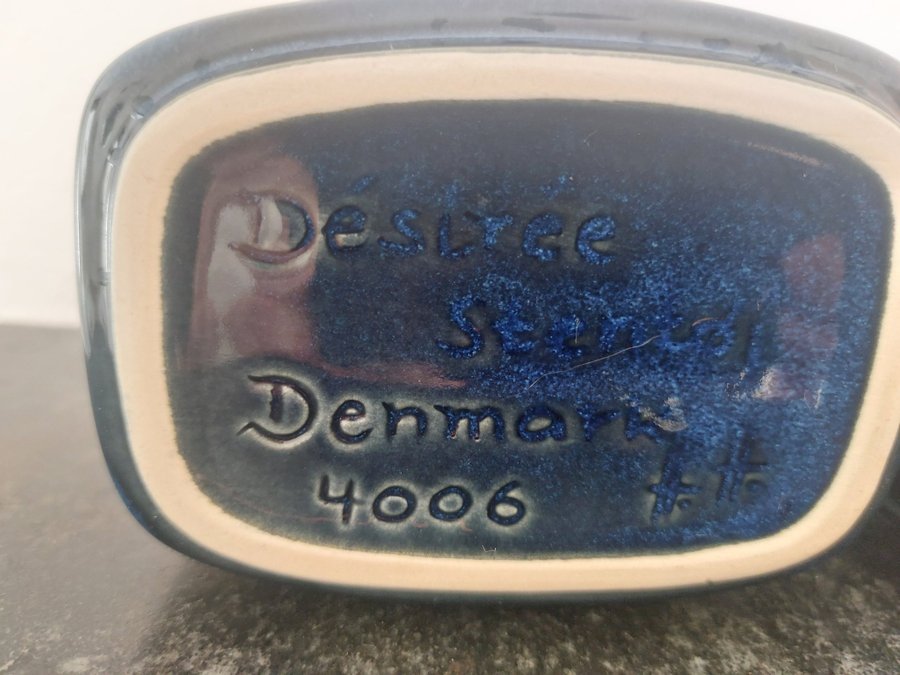 Désirée
Stentøj
Denmark
4006